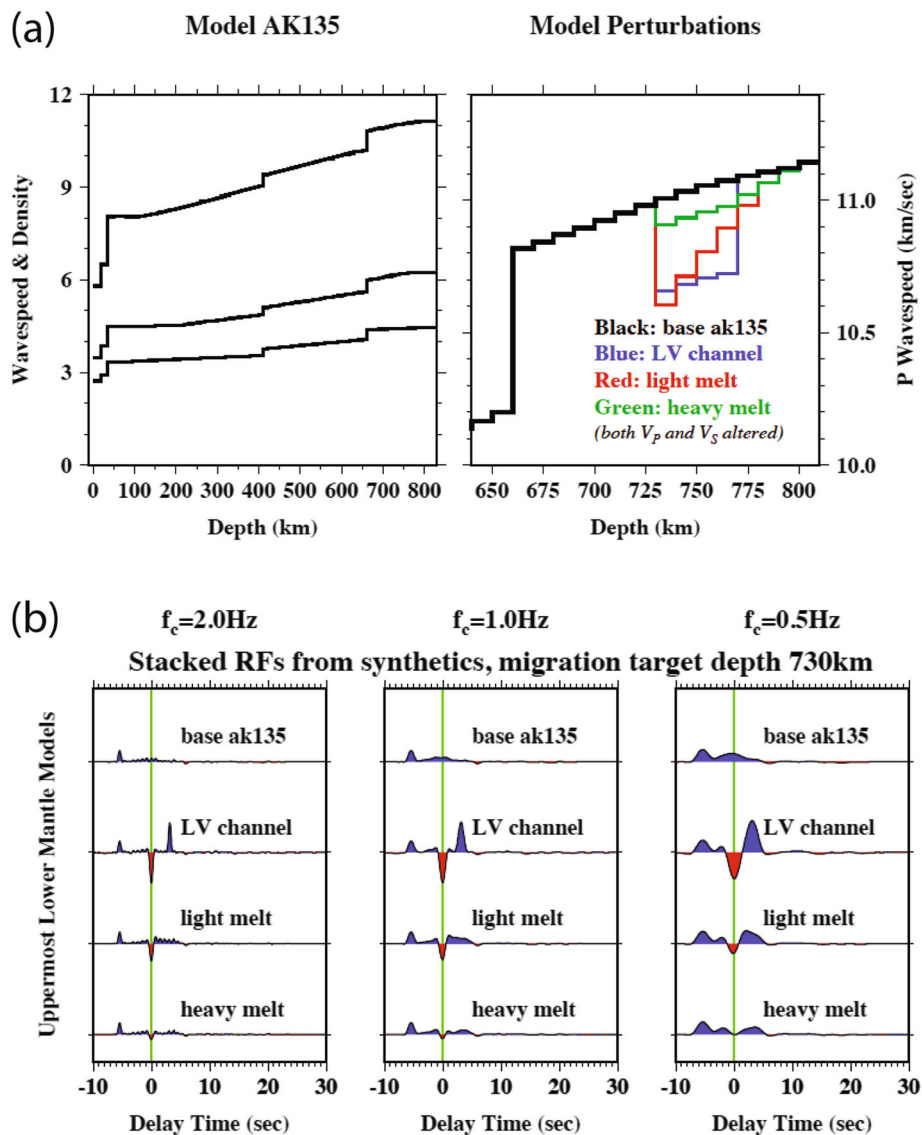 (a)
Model AK135
Model Perturbations
12
9
6
3
0
Wavespeed & Density
0 100 200 300 400 500 600 700 800
Depth (km)
11.0
10.5
10.0
P Wavespeed (km/sec)
Black: base ak135
Blue: LV channel
Red: light melt
Green: heavy melt
(both VP and VS altered)
650 675 700 725 750 775 800
Depth (km)
(b)
fc=2.0Hz fc=1.0Hz fc=0.5Hz
Stacked RFs from synthetics, migration target depth 730km
Uppermost Lower Mantle Models
base ak135 base ak135 base ak135
LV channel LV channel LV channel
light melt light melt light melt
heavy melt heavy melt heavy melt
-10 0 10 20 30 -10 0 10 20 30 -10 0 10 20 30
Delay Time (sec) Delay Time (sec) Delay Time (sec)